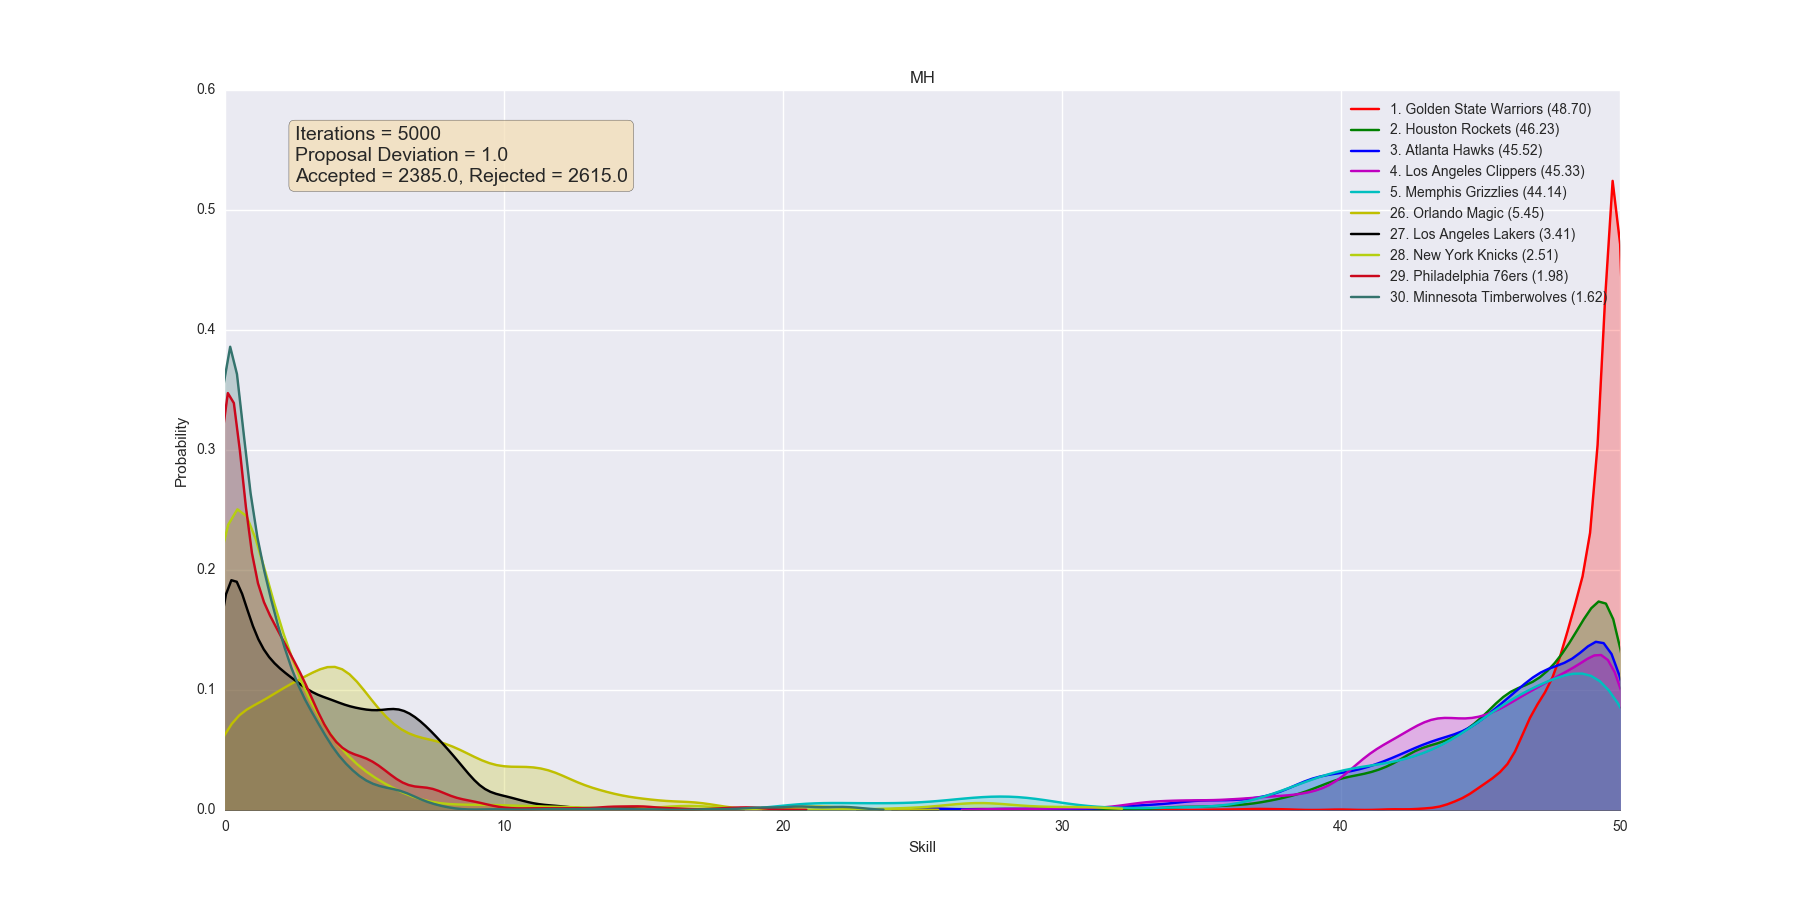 MH
0.6
0.5
0.4
0.3
0.2
0.1
0.0
Probability
Iterations = 5000
Proposal Deviation = 1.0
Accepted = 2385.0, Rejected = 2615.0
1. Golden State Warriors (48.70)
2. Houston Rockets (46.23)
3. Atlanta Hawks (45.52)
4. Los Angeles Clippers (45.33)
5. Memphis Grizzlies (44.14)
26. Orlando Magic (5.45)
27. Los Angeles Lakers (3.41)
28. New York Knicks (2.51)
29. Philadelphia 76ers (1.98)
30. Minnesota Timberwolves (1.62)
0 10 20 30 40 50
Skill